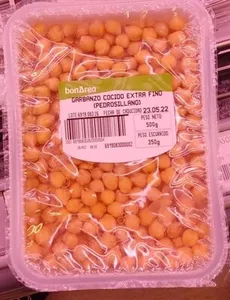 bonÀrea
GARBANZO COCIDO EXTRA FINO
(PEDROSILLANO)
FECHA DE CADUCIDAD 23.05.22
PESO NETO
500g
PESO ESCURRIDO
350g